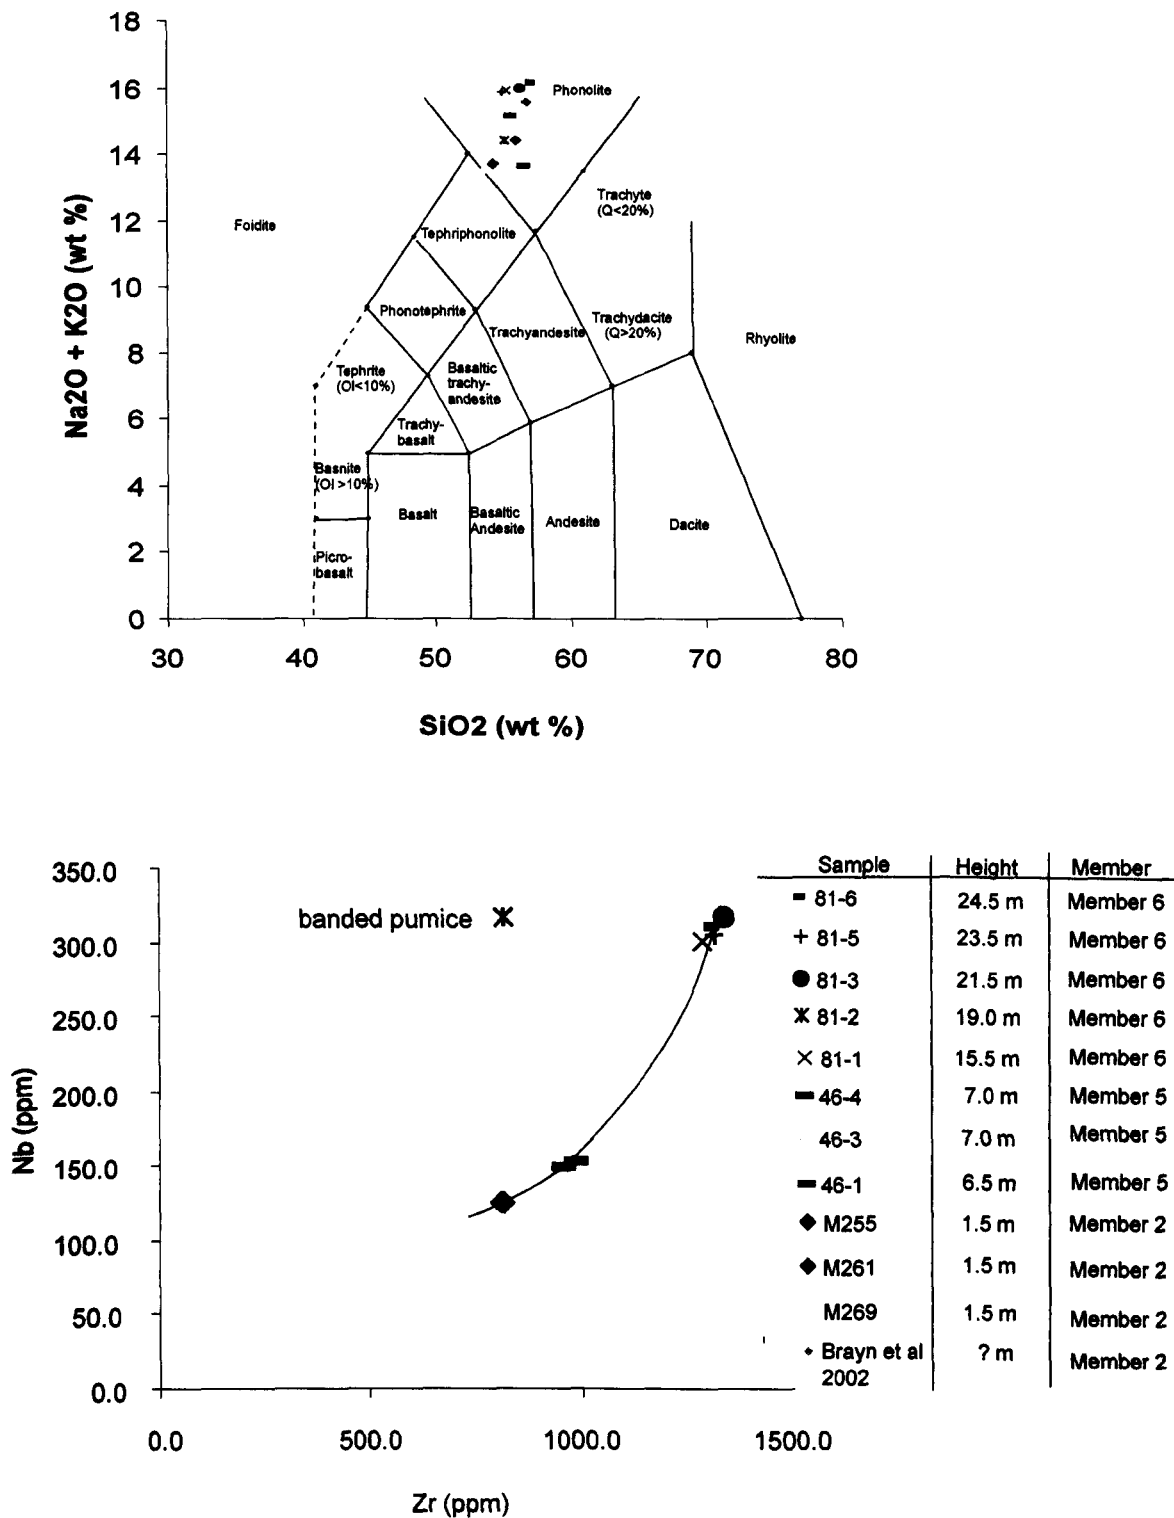 18
16
14
12
10
8
6
4
2
0
Na2O + K2O (wt %)
Phonolite
Trachyte
(Q<20%)
Foidite
Tephriphonolite
Phonotephrite
Trachyandesite
Trachydacite
(Q>20%)
Rhyolite
Tephrite
(Ol<10%)
Basaltic
trachy-
andesite
Trachy-
basalt
Basnite
(Ol >10%)
Basalt
Basaltic
Andesite
Andesite
Dacite
Picro-
basalt
30 40 50 60 70 80
SiO2 (wt %)
350.0
300.0
250.0
200.0
150.0
100.0
50.0
0.0
Nb (ppm)
banded pumice
0.0 500.0 1000.0 1500.0
Zr (ppm)
Sample Height Member
81-6 24.5 m Member 6
81-5 23.5 m Member 6
81-3 21.5 m Member 6
81-2 19.0 m Member 6
81-1 15.5 m Member 6
46-4 7.0 m Member 5
46-3 7.0 m Member 5
46-1 6.5 m Member 5
M255 1.5 m Member 2
M261 1.5 m Member 2
M269 1.5 m Member 2
Brayn et al ? m Member 2
2002